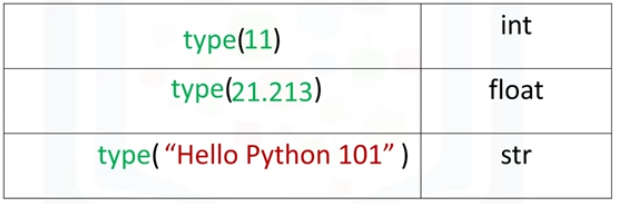 type(11) int
type(21.213) float
type( “Hello Python 101” ) str